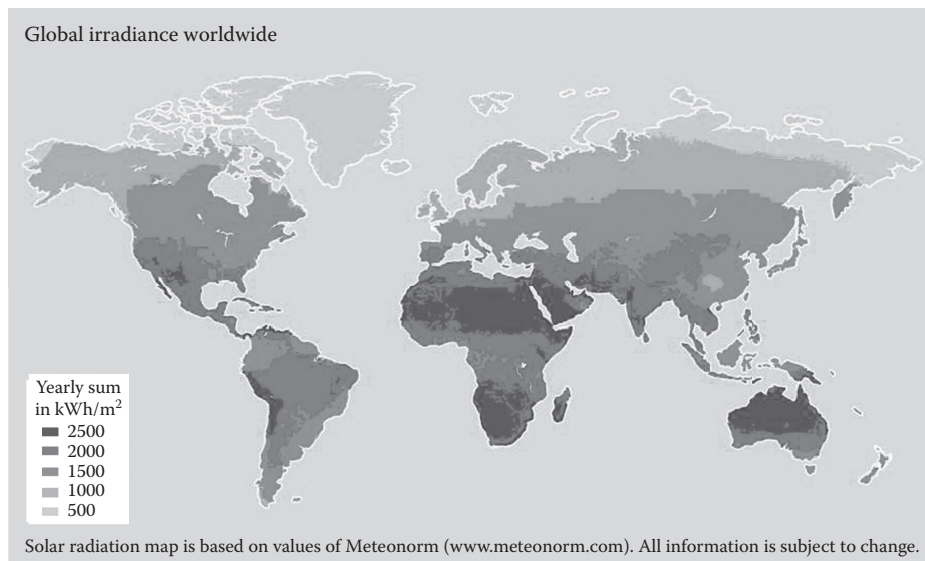 Global irradiance worldwide
Yearly sum
in kWh/m²
2500
2000
1500
1000
500
Solar radiation map is based on values of Meteonorm (www.meteonorm.com). All information is subject to change.